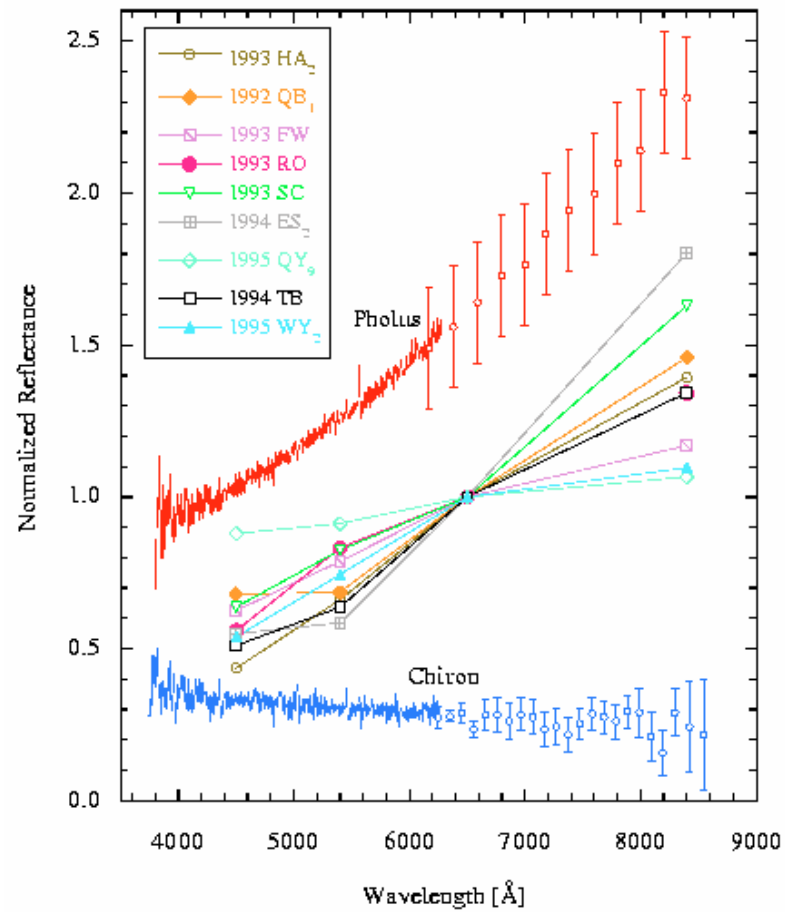 2.5
2.0
1.5
1.0
0.5
0.0
Normalized Reflectance
1993 HA₂
1992 QB₁
1993 FW
1993 RO
1993 SC
1994 ES₂
1995 QY₉
1994 TB
1995 WY₂
Pholus
Chiron
4000 5000 6000 7000 8000 9000
Wavelength [Å]